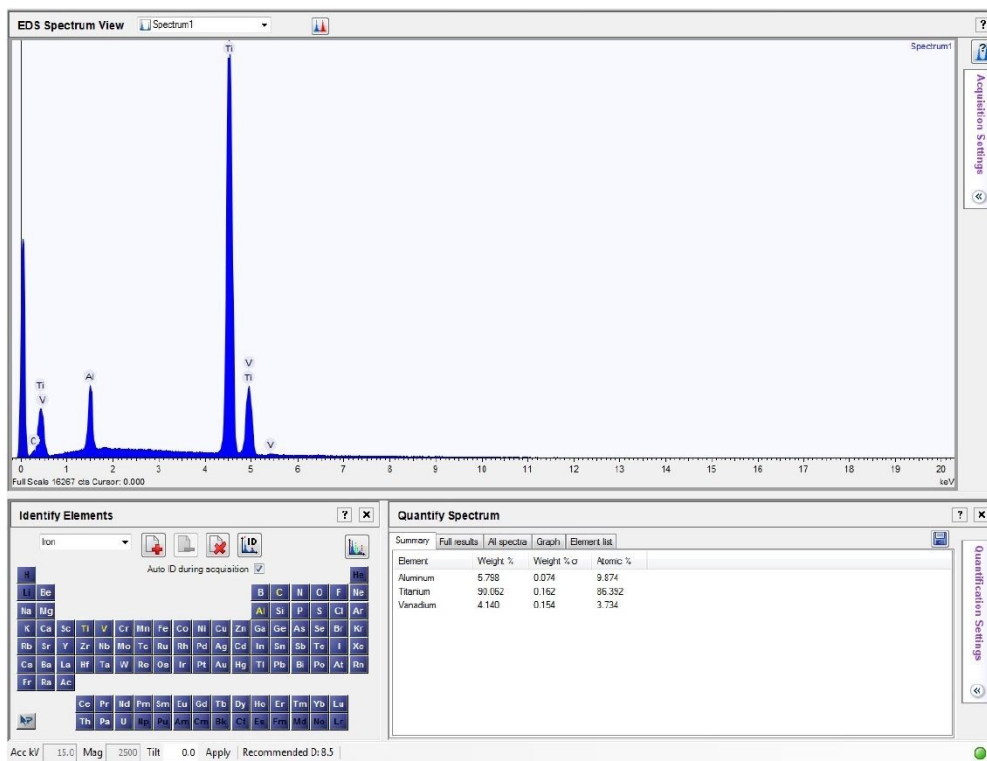 EDS Spectrum View Spectrum1 ?
Spectrum1
Ti
Ti
V
C
Al
V
Ti
V
0 1 2 3 4 5 6 7 8 9 10 11 12 13 14 15 16 17 18 19 20
Full Scale 16267 cts Cursor: 0.000 keV
Acquisition Settings
Identify Elements ? X
Iron
ID
Auto ID during acquisition
H He
Li Be B C N O F Ne
Na Mg Al Si P S Cl Ar
K Ca Sc Ti V Cr Mn Fe Co Ni Cu Zn Ga Ge As Se Br Kr
Rb Sr Y Zr Nb Mo Tc Ru Rh Pd Ag Cd In Sn Sb Te I Xe
Cs Ba La Hf Ta W Re Os Ir Pt Au Hg Tl Pb Bi Po At Rn
Fr Ra Ac
Ce Pr Nd Pm Sm Eu Gd Tb Dy Ho Er Tm Yb Lu
Th Pa U Np Pu Am Cm Bk Cf Es Fm Md No Lr
Quantify Spectrum ? X
Summary Full results All spectra Graph Element list
Element Weight % Weight % σ Atomic %
Aluminum 5.798 0.074 9.874
Titanium 90.062 0.162 86.392
Vanadium 4.140 0.154 3.734
Quantification Settings
Acc kV 15.0 Mag 2500 Tilt 0.0 Apply Recommended D: 8.5